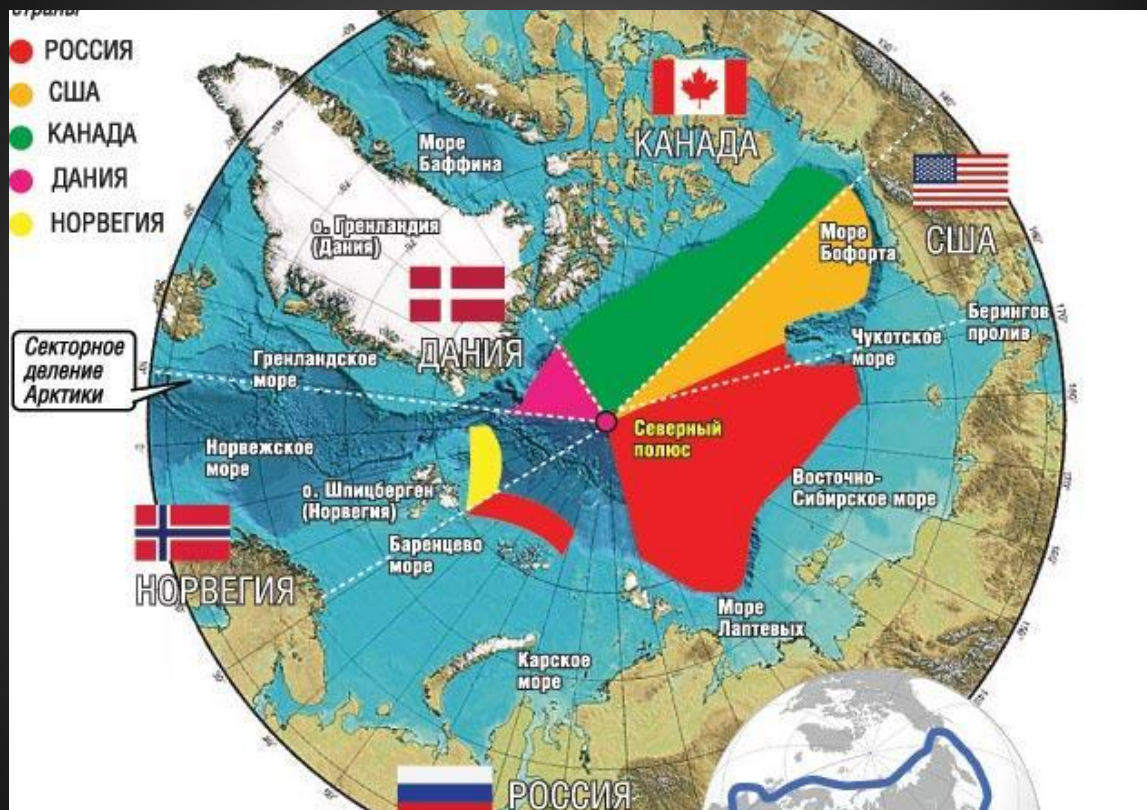 страны
РОССИЯ
США
КАНАДА
ДАНИЯ
НОРВЕГИЯ
Море
Баффина
КАНАДА
о. Гренландия
(Дания)
ДАНИЯ
США
Море
Бофорта
Берингов
пролив
Чукотское
море
Секторное
деление
Арктики
Гренландское
море
Северный
полюс
Норвежское
море
о. Шпицберген
(Норвегия)
Восточно-
Сибирское море
Баренцево
море
НОРВЕГИЯ
Море
Лаптевых
Карское
море
РОССИЯ